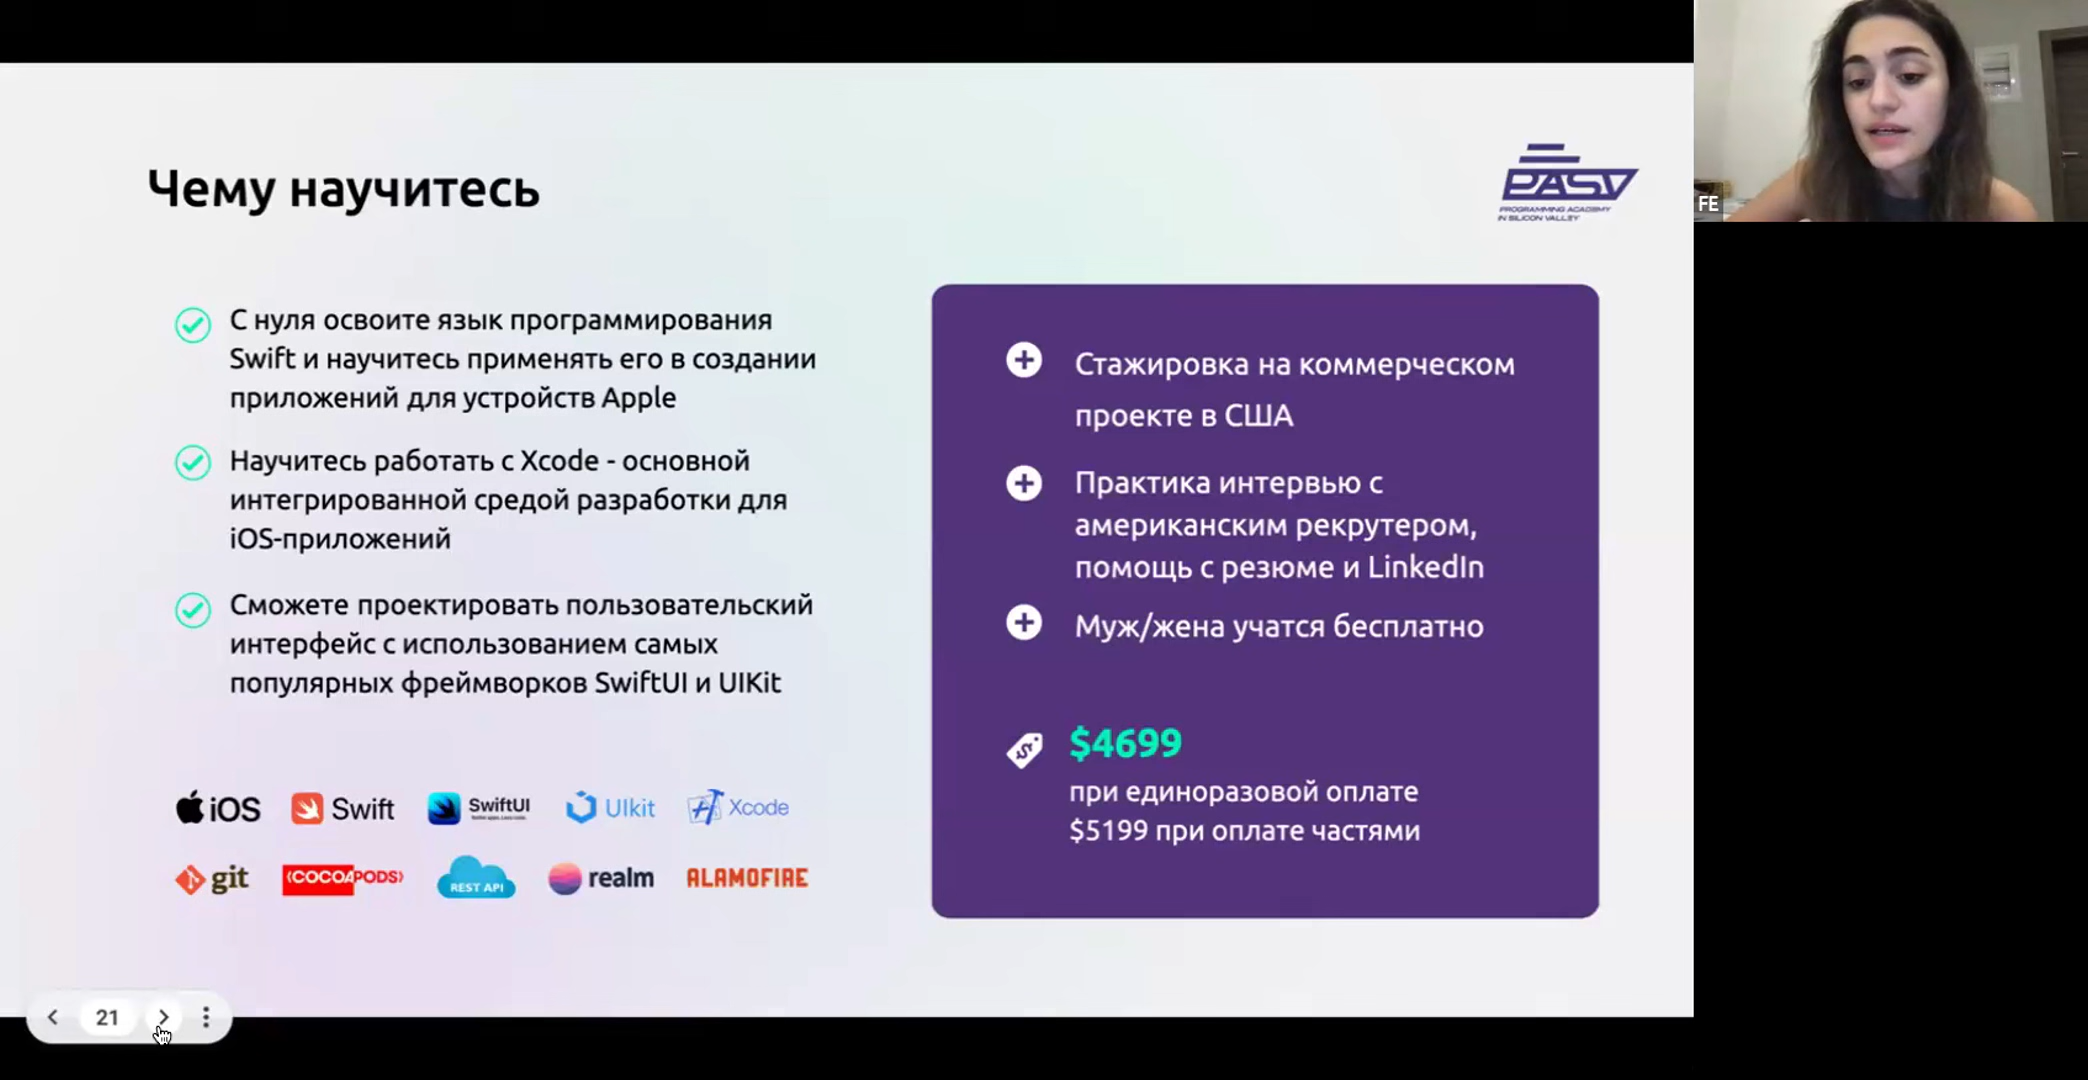 Чему научитесь
PASV
PROGRAMMING ACADEMY
IN SILICON VALLEY
FE
С нуля освоите язык программирования
Swift и научитесь применять его в создании
приложений для устройств Apple
Научитесь работать с Xcode - основной
интегрированной средой разработки для
iOS-приложений
Сможете проектировать пользовательский
интерфейс с использованием самых
популярных фреймворков SwiftUI и UIKit
iOS
Swift
SwiftUI
UIkit
Xcode
git
COCOAPODS
REST API
realm
ALAMOFIRE
Стажировка на коммерческом
проекте в США
Практика интервью с
американским рекрутером,
помощь с резюме и LinkedIn
Муж/жена учатся бесплатно
$4699
при единоразовой оплате
$5199 при оплате частями
21